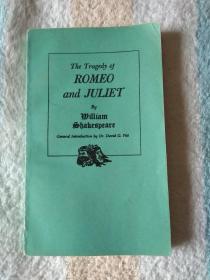 The Tragedy of
ROMEO
and JULIET
By
William
Shakespeare
General Introduction by Dr. David G. Pitt